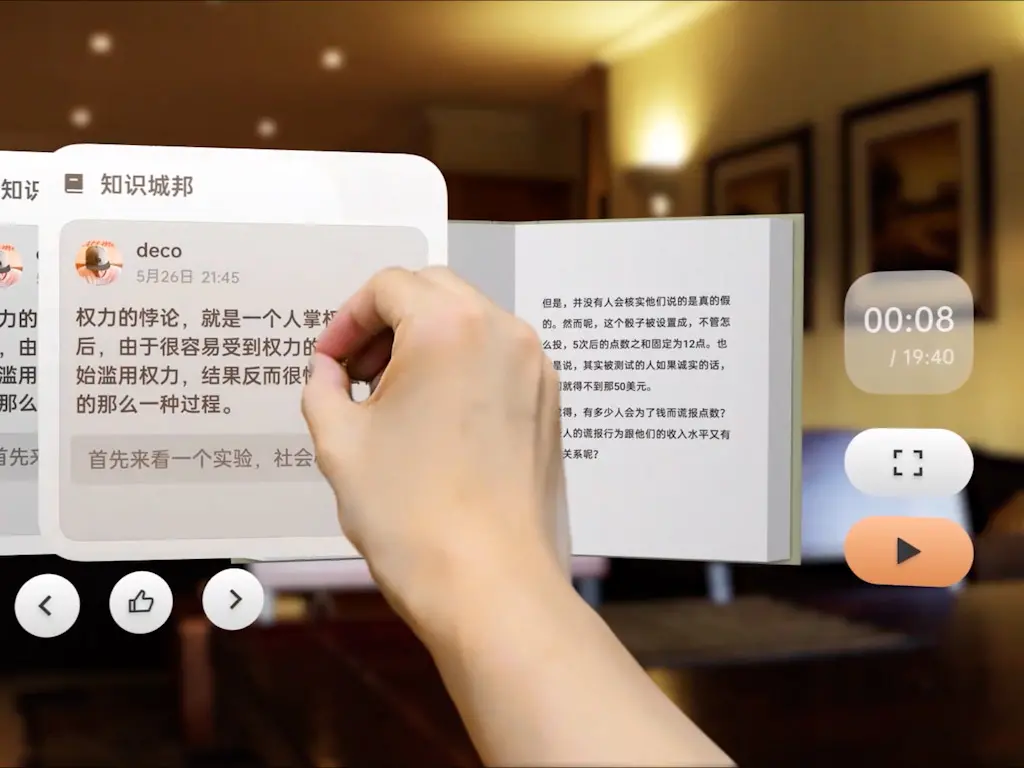 知识
知识城邦
deco
5月26日 21:45
权力的悖论，就是一个人掌权
后，由于很容易受到权力的
始滥用权力，结果反而很
的那么一种过程。
首先来看一个实验，社会
力的
，由
滥用
那么
首先
但是，并没有人会核实他们说的是真的假
的。然而呢，这个骰子被设置成，不管怎
么投，5次后的点数之和固定为12点。也
是说，其实被测试的人如果诚实的话，
就得不到那50美元。
得，有多少人会为了钱而谎报点数？
人的谎报行为跟他们的收入水平又有
关系呢？
00:08
/ 19:40